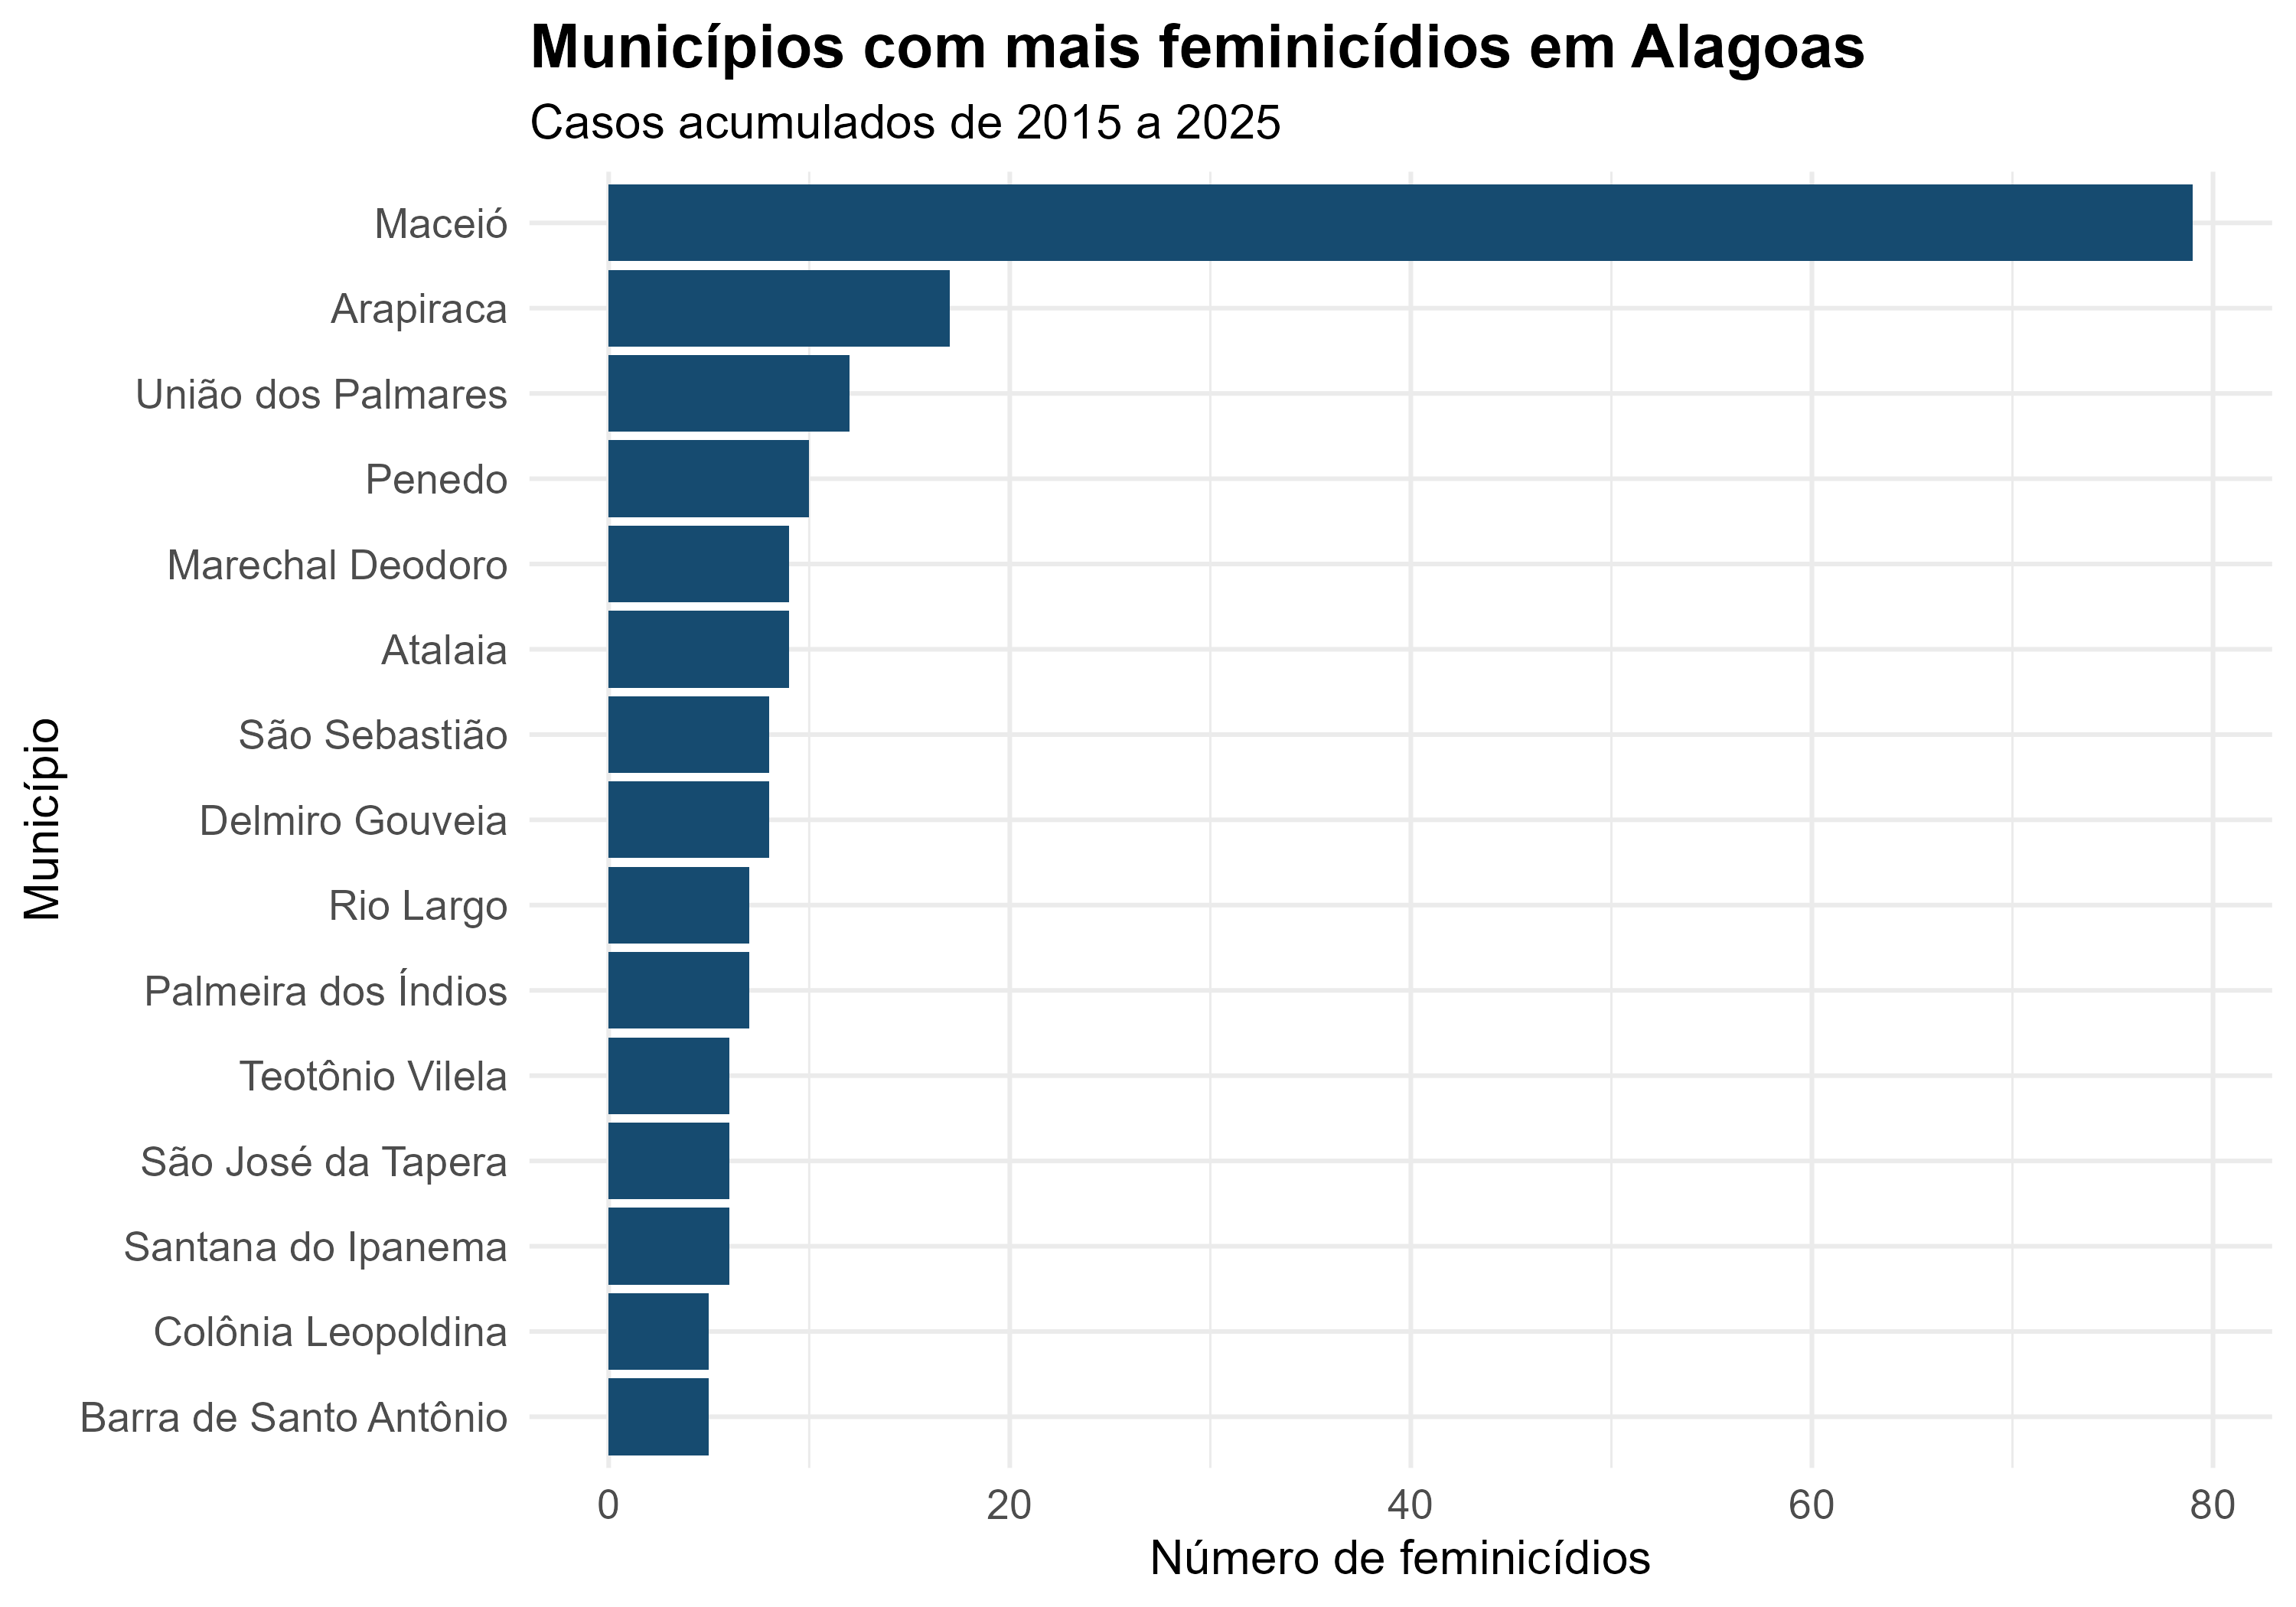 Municípios com mais feminicídios em Alagoas
Casos acumulados de 2015 a 2025
Município
Maceió
Arapiraca
União dos Palmares
Penedo
Marechal Deodoro
Atalaia
São Sebastião
Delmiro Gouveia
Rio Largo
Palmeira dos Índios
Teotônio Vilela
São José da Tapera
Santana do Ipanema
Colônia Leopoldina
Barra de Santo Antônio
0 20 40 60 80
Número de feminicídios